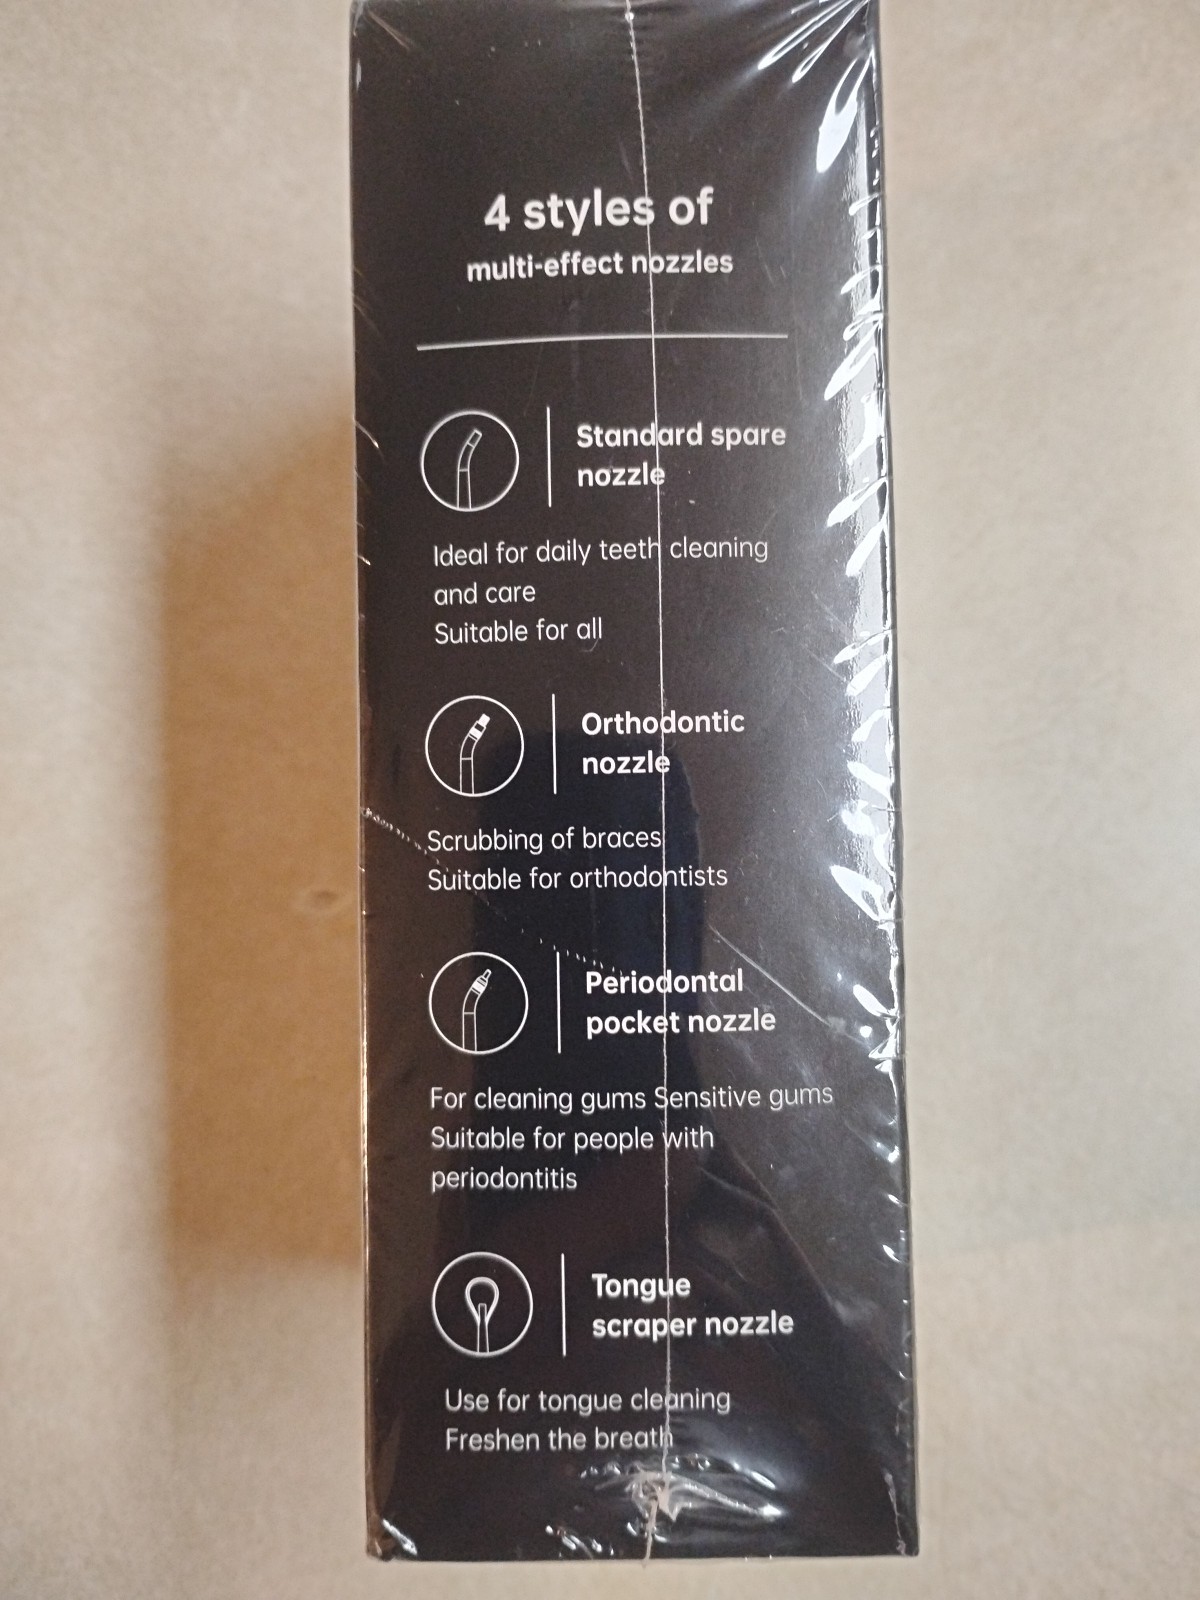 4 styles of
multi-effect nozzles
Standard spare
nozzle
Ideal for daily teeth cleaning
and care
Suitable for all
Orthodontic
nozzle
Scrubbing of braces
Suitable for orthodontists
Periodontal
pocket nozzle
For cleaning gums Sensitive gums
Suitable for people with
periodontitis
Tongue
scraper nozzle
Use for tongue cleaning
Freshen the breath